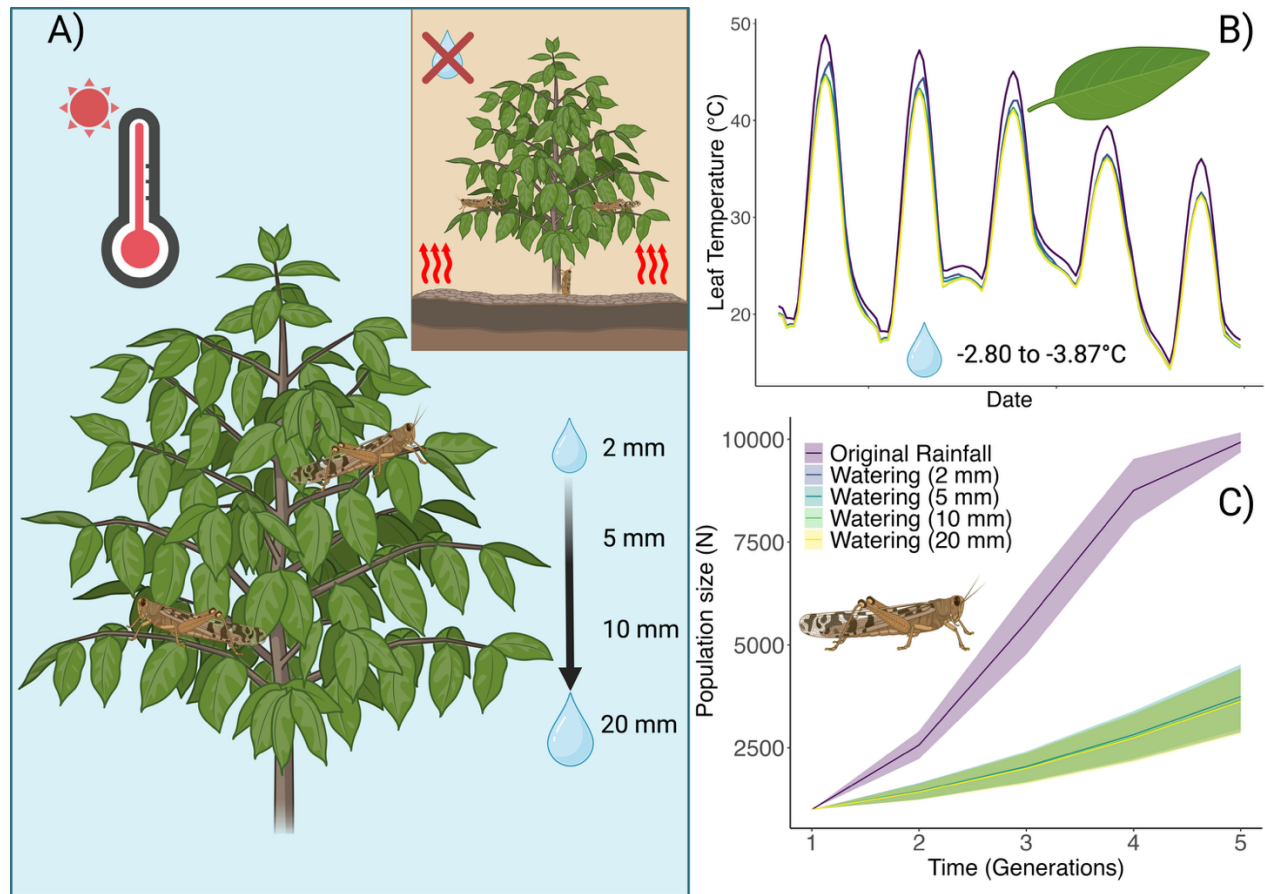 A)
2 mm
5 mm
10 mm
20 mm
B)
50
40
30
20
Leaf Temperature (°C)
-2.80 to -3.87°C
Date
C)
Original Rainfall
Watering (2 mm)
Watering (5 mm)
Watering (10 mm)
Watering (20 mm)
10000
7500
5000
2500
Population size (N)
1 2 3 4 5
Time (Generations)